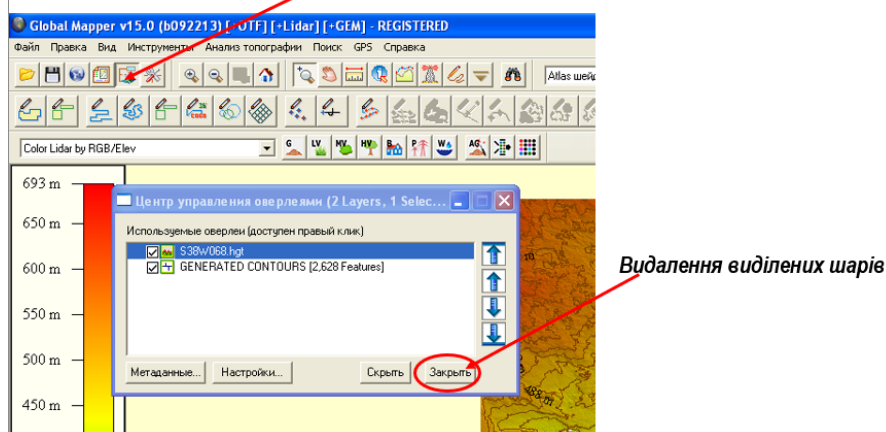 Global Mapper v15.0 (b092213) [+UTF] [+Lidar] [+GEM] - REGISTERED
Файл Правка Вид Инструменты Анализ топографии Поиск GPS Справка
Atlas
Color Lidar by RGB/Elev
693 m
650 m
600 m
550 m
500 m
450 m
Центр управления оверлеями (2 Layers, 1 Selec...
Используемые оверлеи (доступен правый клик)
S38W068.hgt
GENERATED CONTOURS [2,628 Features]
Метаданные... Настройки... Скрыть Закрыть
Видалення виділених шарів